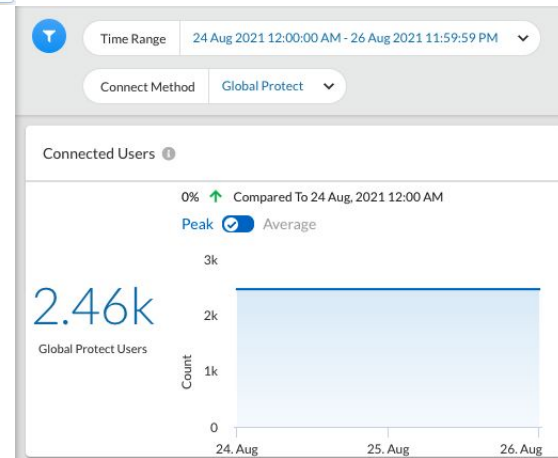 Time Range 24 Aug 2021 12:00:00 AM - 26 Aug 2021 11:59:59 PM
Connect Method Global Protect
Connected Users
0% Compared To 24 Aug, 2021 12:00 AM
Peak Average
2.46k
Global Protect Users
Count
3k
2k
1k
0
24. Aug 25. Aug 26. Aug